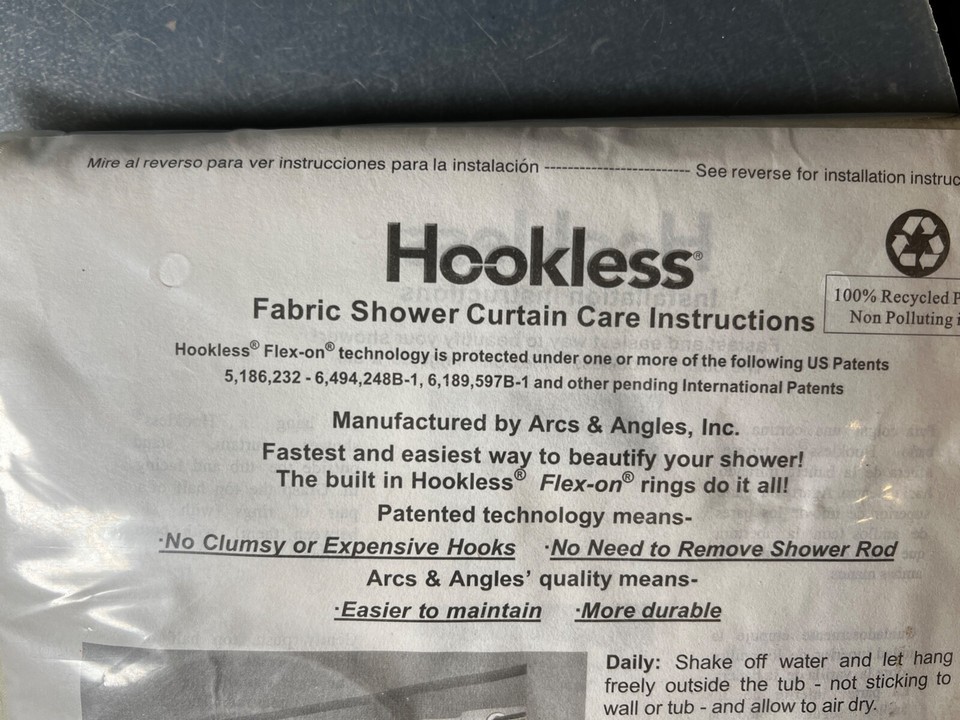 Mire al reverso para ver instrucciones para la instalación ------------------------- See reverse for installation instruc
Hookless®
100% Recycled P
Non Polluting i
Fabric Shower Curtain Care Instructions
Hookless® Flex-on® technology is protected under one or more of the following US Patents
5,186,232 - 6,494,248B-1, 6,189,597B-1 and other pending International Patents
Manufactured by Arcs & Angles, Inc.
Fastest and easiest way to beautify your shower!
The built in Hookless® Flex-on® rings do it all!
Patented technology means-
·No Clumsy or Expensive Hooks ·No Need to Remove Shower Rod
Arcs & Angles' quality means-
·Easier to maintain ·More durable
Daily: Shake off water and let hang
freely outside the tub - not sticking to
wall or tub - and allow to air dry.